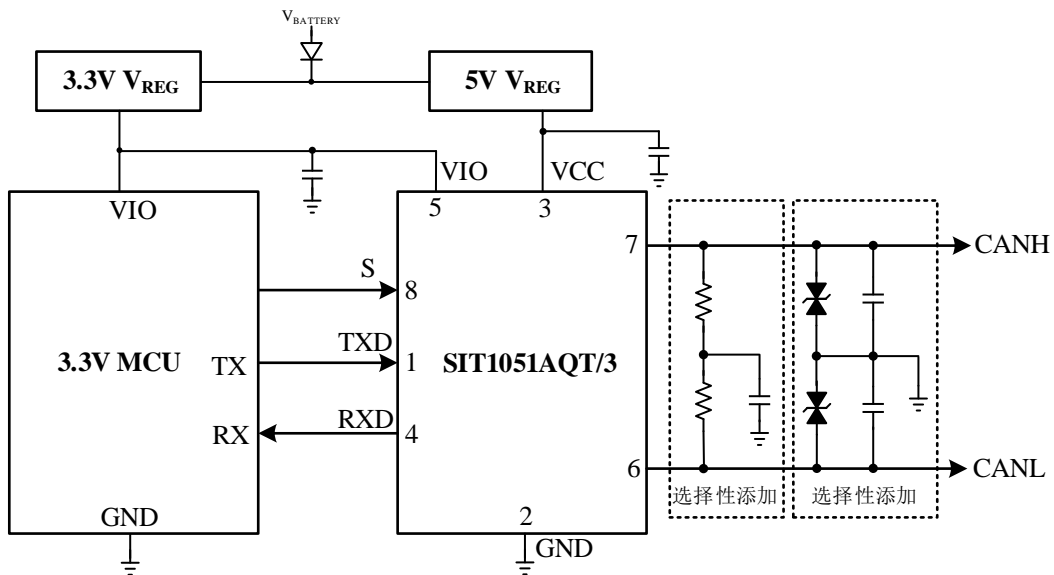 VBATTERY
3.3V VREG
5V VREG
VIO
VCC
VIO
5
3
7
CANH
S
8
TXD
3.3V MCU
TX
1
SIT1051AQT/3
RXD
RX
4
6
CANL
选择性添加
选择性添加
GND
2
GND